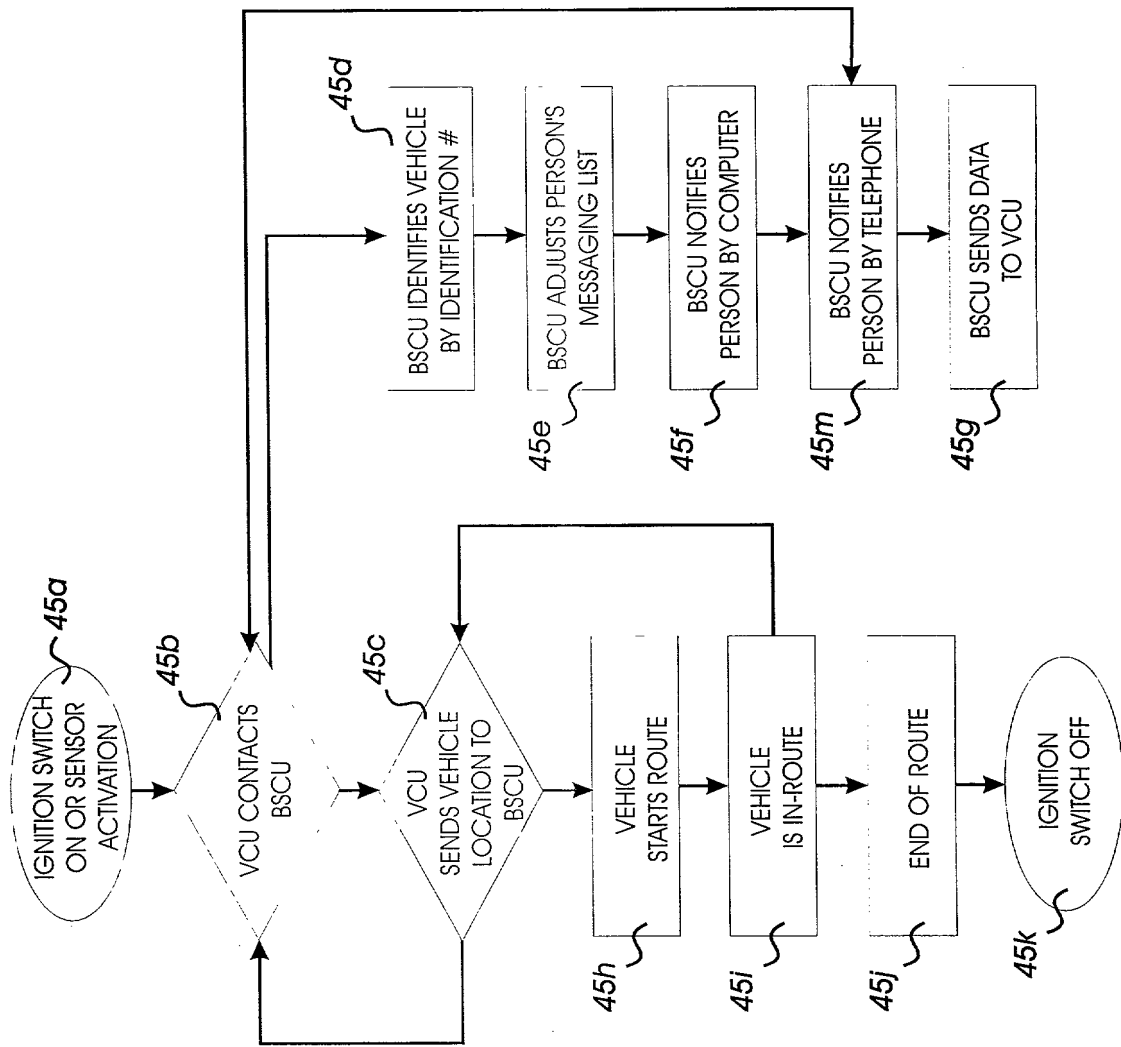 45a
IGNITION SWITCH
ON OR SENSOR
ACTIVATION
45b
VCU CONTACTS
BSCU
45c
VCU
SENDS VEHICLE
LOCATION TO
BSCU
45h
VEHICLE
STARTS ROUTE
45i
VEHICLE
IS IN-ROUTE
45j
END OF ROUTE
45k
IGNITION
SWITCH OFF
45d
BSCU IDENTIFIES VEHICLE
BY IDENTIFICATION #
45e
BSCU ADJUSTS PERSON'S
MESSAGING LIST
45f
BSCU NOTIFIES
PERSON BY COMPUTER
45m
BSCU NOTIFIES
PERSON BY TELEPHONE
45g
BSCU SENDS DATA
TO VCU